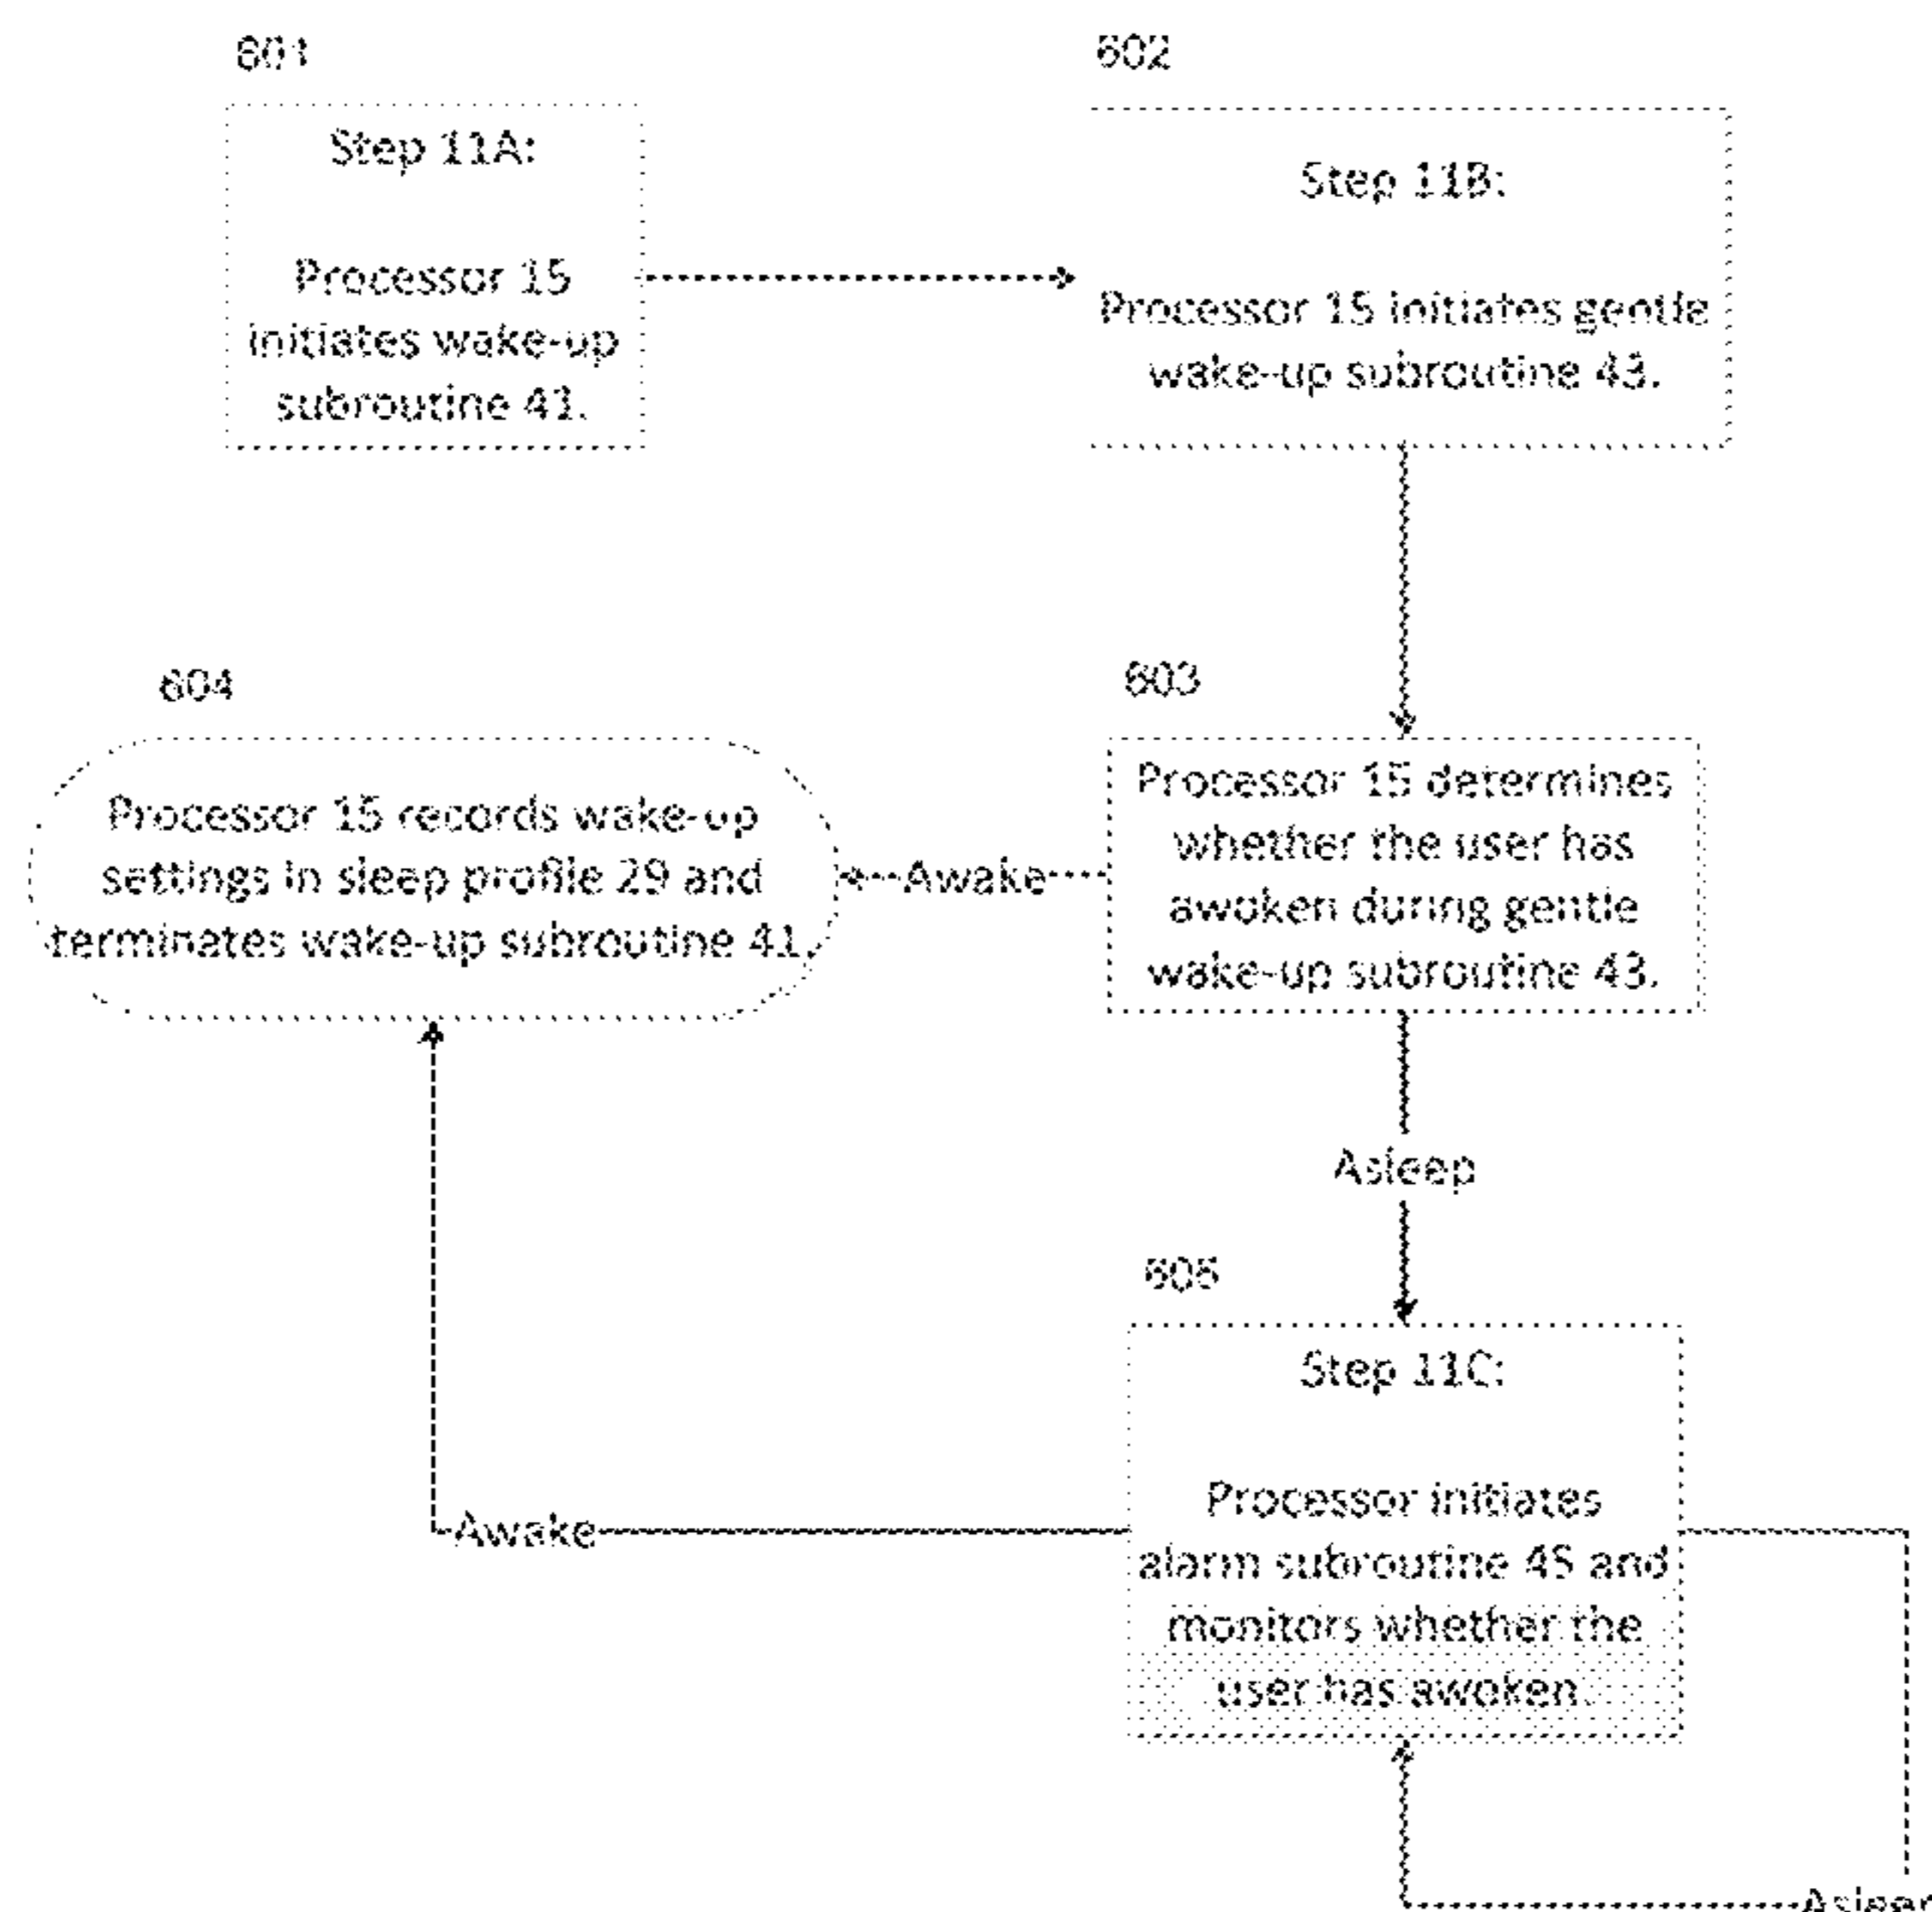 601
Step 11A:
Processor 15
initiates wake-up
subroutine 41.
602
Step 11B:
Processor 15 initiates gentle
wake-up subroutine 43.
603
Processor 15 determines
whether the user has
awoken during gentle
wake-up subroutine 43.
Awake
604
Processor 15 records wake-up
settings in sleep profile 29 and
terminates wake-up subroutine 41.
Asleep
605
Step 11C:
Processor initiates
alarm subroutine 45 and
monitors whether the
user has awoken.
Awake
Asleep